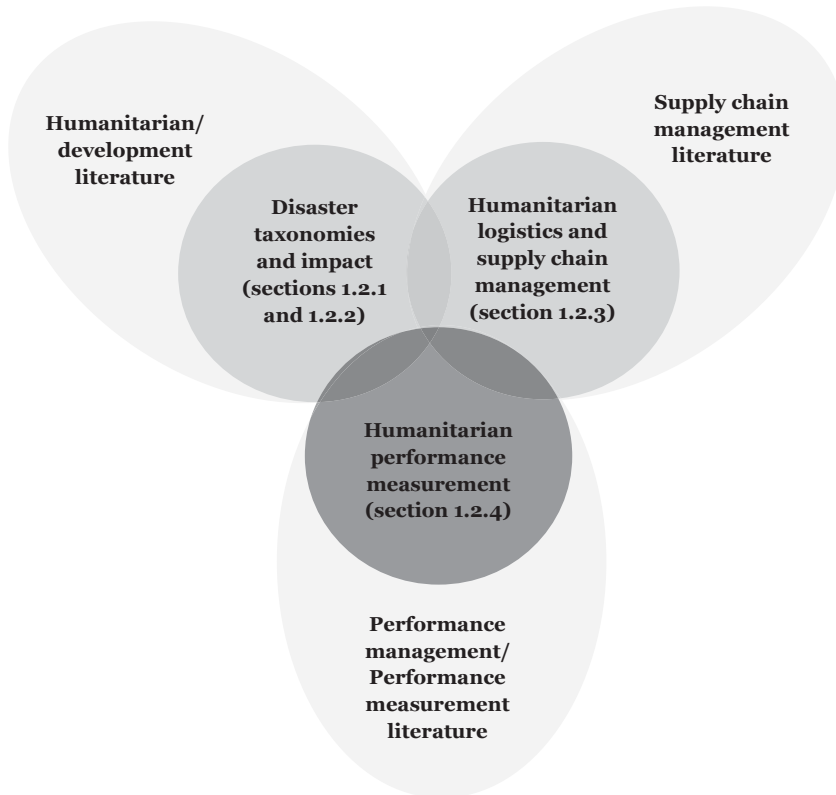 Humanitarian/
development
literature
Supply chain
management
literature
Disaster
taxonomies
and impact
(sections 1.2.1
and 1.2.2)
Humanitarian
logistics and
supply chain
management
(section 1.2.3)
Humanitarian
performance
measurement
(section 1.2.4)
Performance
management/
Performance
measurement
literature